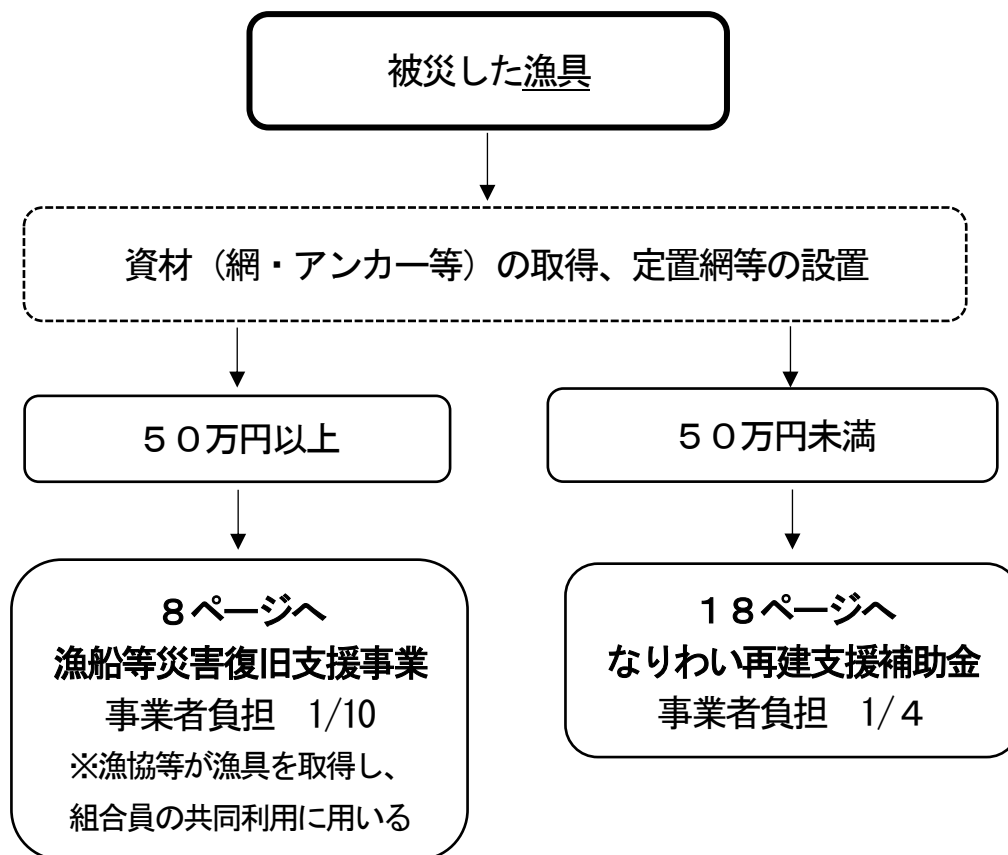 被災した漁具
資材（網・アンカー等）の取得、定置網等の設置
５０万円以上
５０万円未満
８ページへ
漁船等災害復旧支援事業
事業者負担　1/10
※漁協等が漁具を取得し、
組合員の共同利用に用いる
１８ページへ
なりわい再建支援補助金
事業者負担　1/４